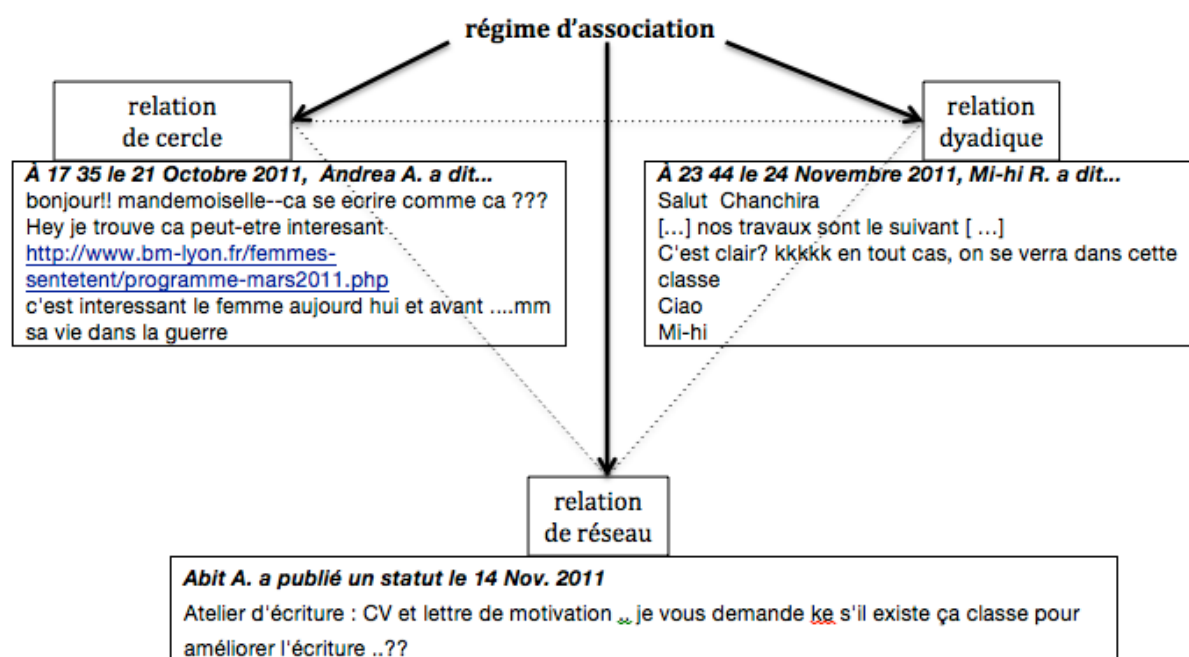 régime d'association
relation
de cercle
À 17 35 le 21 Octobre 2011, Andrea A. a dit...
bonjour!! mandemoiselle--ca se ecrire comme ca ???
Hey je trouve ca peut-etre interesant
http://www.bm-lyon.fr/femmes-
sentetent/programme-mars2011.php
c'est interessant le femme aujourd hui et avant ....mm
sa vie dans la guerre
relation
dyadique
À 23 44 le 24 Novembre 2011, Mi-hi R. a dit...
Salut Chanchira
[...] nos travaux sont le suivant [ ...]
C'est clair? kkkkk en tout cas, on se verra dans cette
classe
Ciao
Mi-hi
relation
de réseau
Abit A. a publié un statut le 14 Nov. 2011
Atelier d'écriture : CV et lettre de motivation .. je vous demande ke s'il existe ça classe pour
améliorer l'écriture ..??